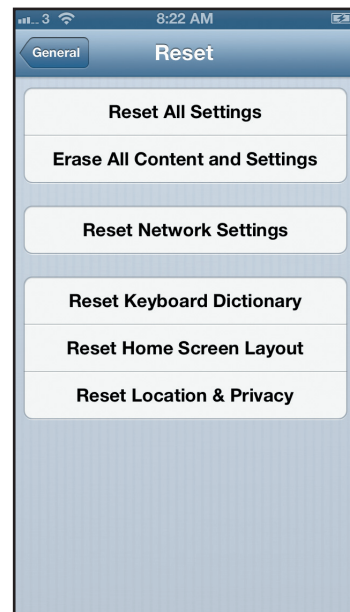 3 8:22 AM
General Reset
Reset All Settings
Erase All Content and Settings
Reset Network Settings
Reset Keyboard Dictionary
Reset Home Screen Layout
Reset Location & Privacy